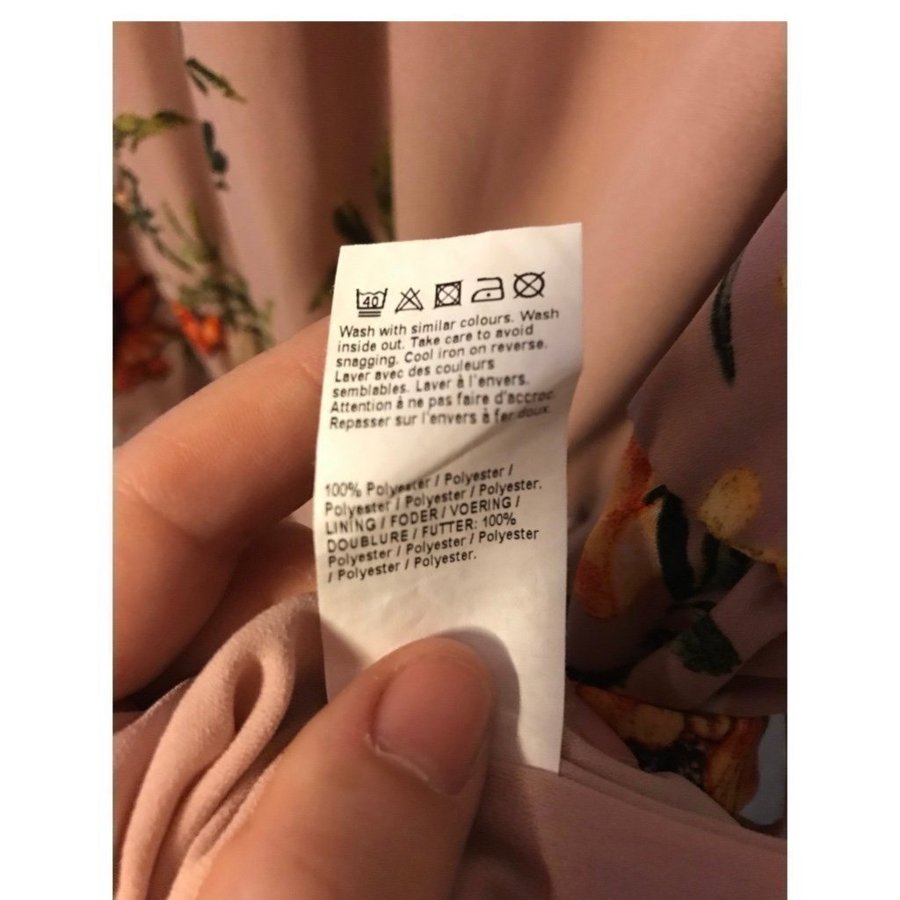 40
Wash with similar colours. Wash
inside out. Take care to avoid
snagging. Cool iron on reverse.
Laver avec des couleurs
semblables. Laver à l'envers.
Attention à ne pas faire d'accroc.
Repasser sur l'envers à fer doux.
100% Polyester / Polyester /
Polyester / Polyester / Polyester.
LINING / FODER / VOERING /
DOUBLURE / FUTTER: 100%
Polyester / Polyester / Polyester
/ Polyester / Polyester.